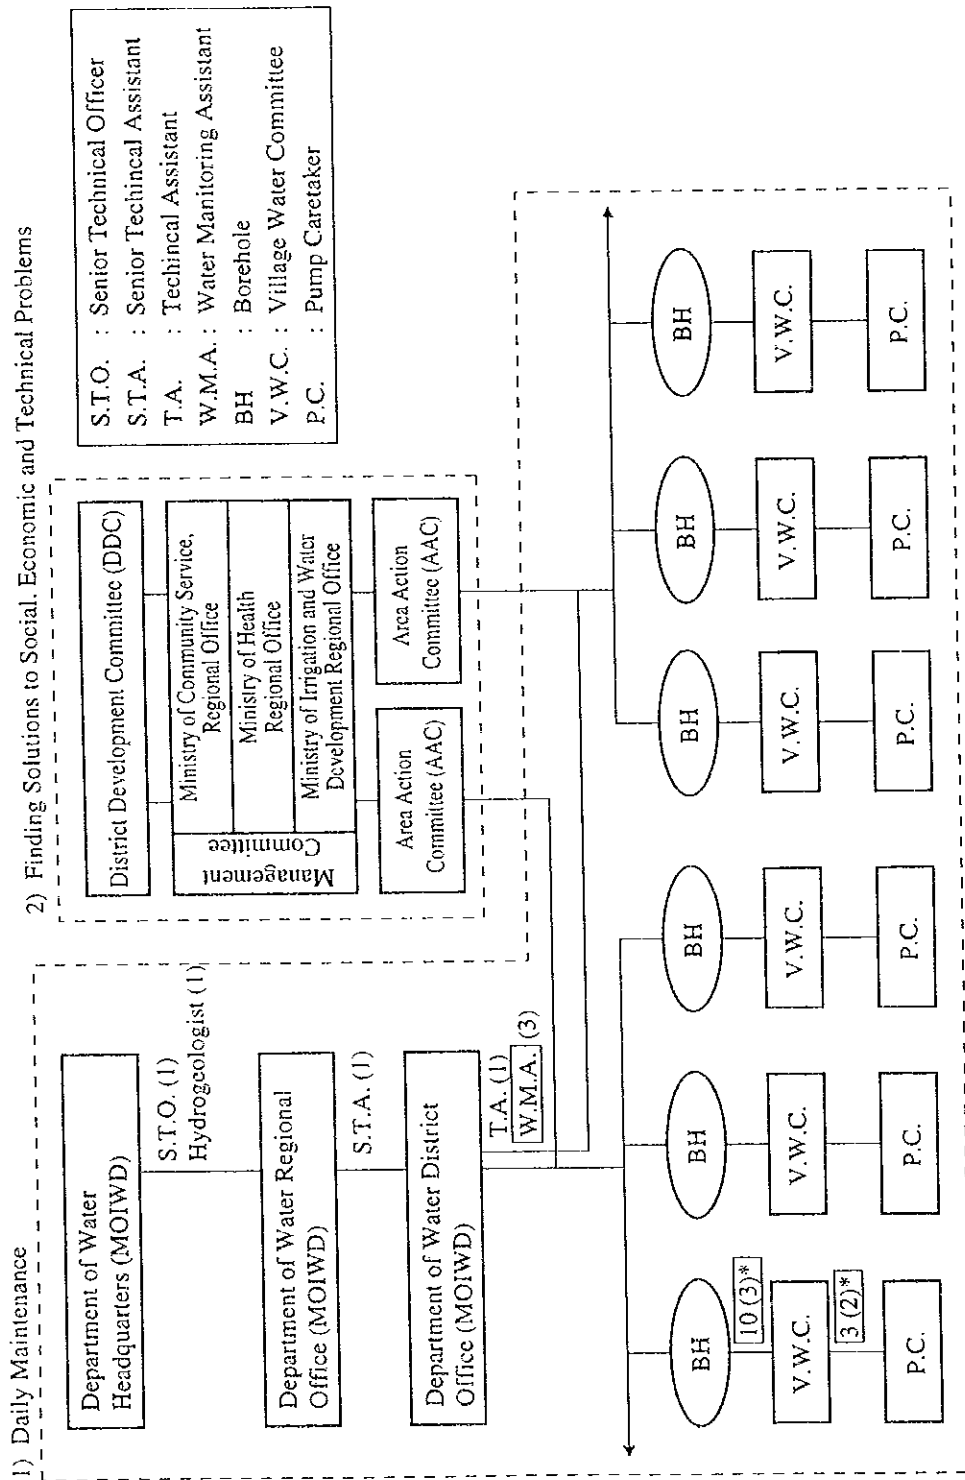 1) Daily Maintenance
Department of Water
Headquarters (MOIWD)
S.T.O. (1)
Hydrogeologist (1)
Department of Water Regional
Office (MOIWD)
S.T.A. (1)
Department of Water District
Office (MOIWD)
T.A. (1)
W.M.A. (3)
2) Finding Solutions to Social. Economic and Technical Problems
District Development Committee (DDC)
Management
Committee
Ministry of Community Service,
Regional Office
Ministry of Health
Regional Office
Ministry of Irrigation and Water
Development Regional Office
Area Action
Committee (AAC)
Area Action
Committee (AAC)
S.T.O. : Senior Technical Officer
S.T.A. : Senior Techincal Assistant
T.A. : Techincal Assistant
W.M.A. : Water Manitoring Assistant
BH : Borehole
V.W.C. : Village Water Committee
P.C. : Pump Caretaker
BH
BH
BH
BH
BH
BH
10 (3)*
V.W.C.
V.W.C.
V.W.C.
V.W.C.
V.W.C.
V.W.C.
3 (2)*
P.C.
P.C.
P.C.
P.C.
P.C.
P.C.